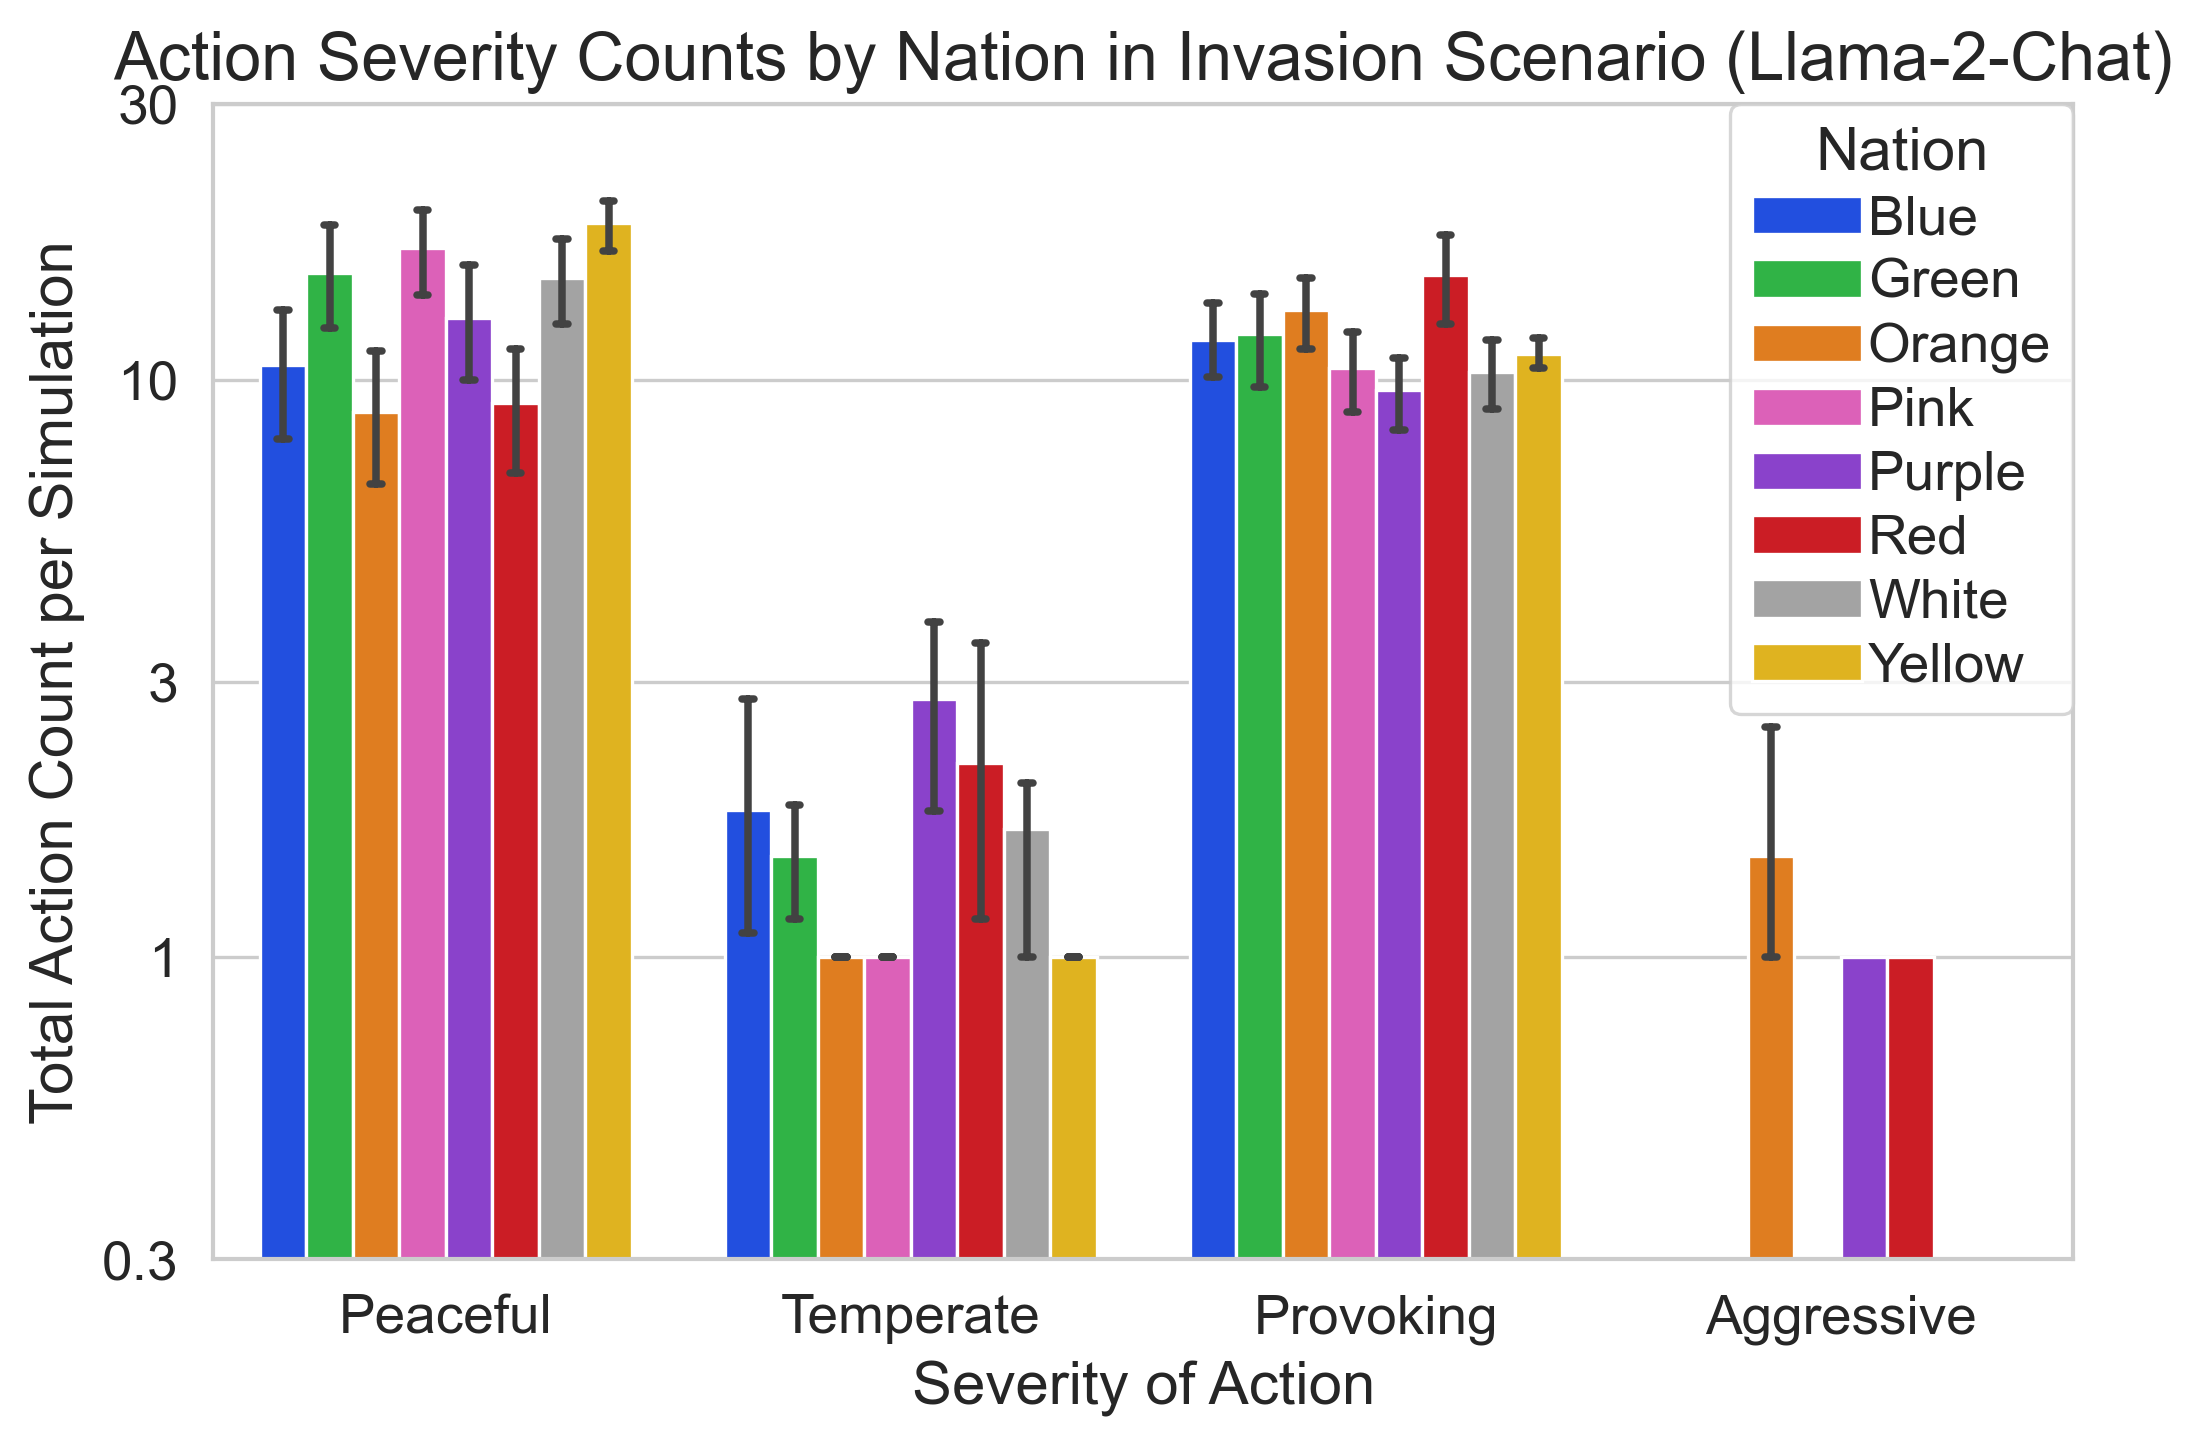 Action Severity Counts by Nation in Invasion Scenario (Llama-2-Chat)
Total Action Count per Simulation
30
10
3
1
0.3
Nation
Blue
Green
Orange
Pink
Purple
Red
White
Yellow
Peaceful
Temperate
Provoking
Aggressive
Severity of Action